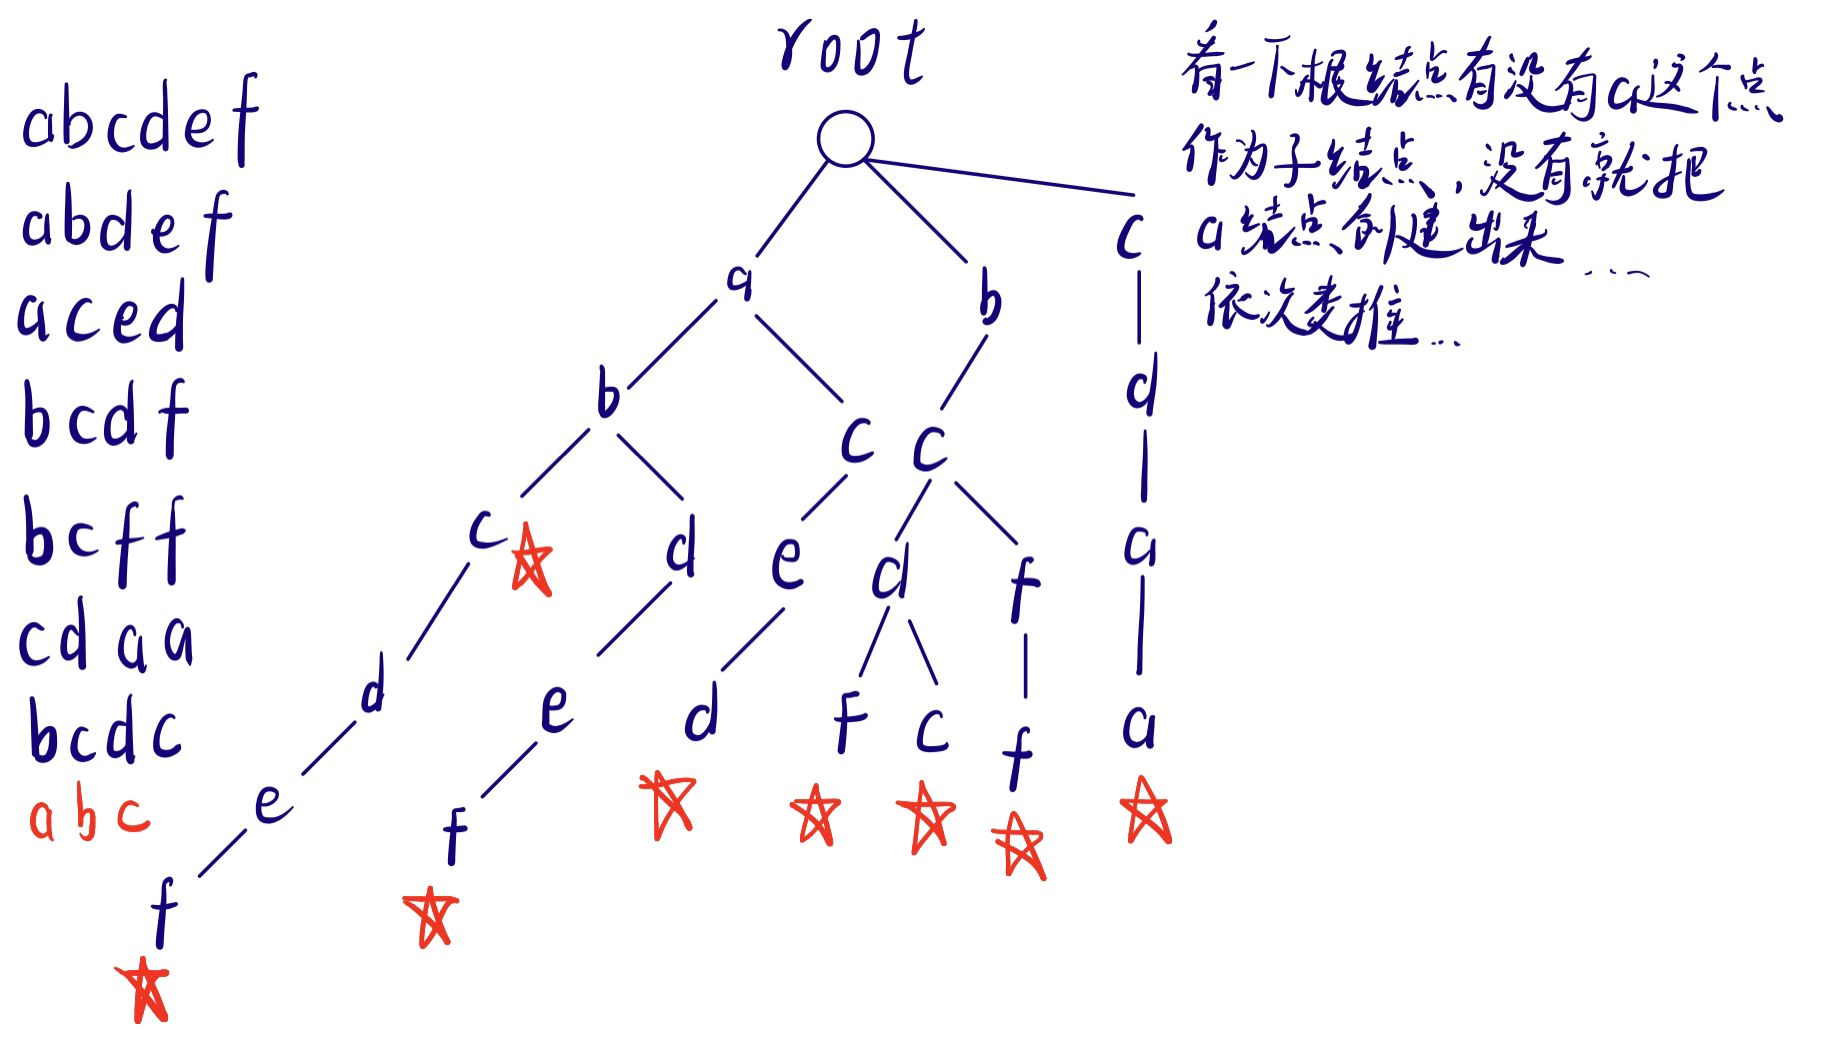 root
看一下根结点有没有a这个点
作为子结点,没有就把
a结点创建出来……
依次类推……
abcdef
abdef
aced
bcdf
bcff
cdaa
bcdc
abc
a
b
c
b
c
c
d
c
d
e
d
f
a
d
e
d
f
c
f
a
e
f
f